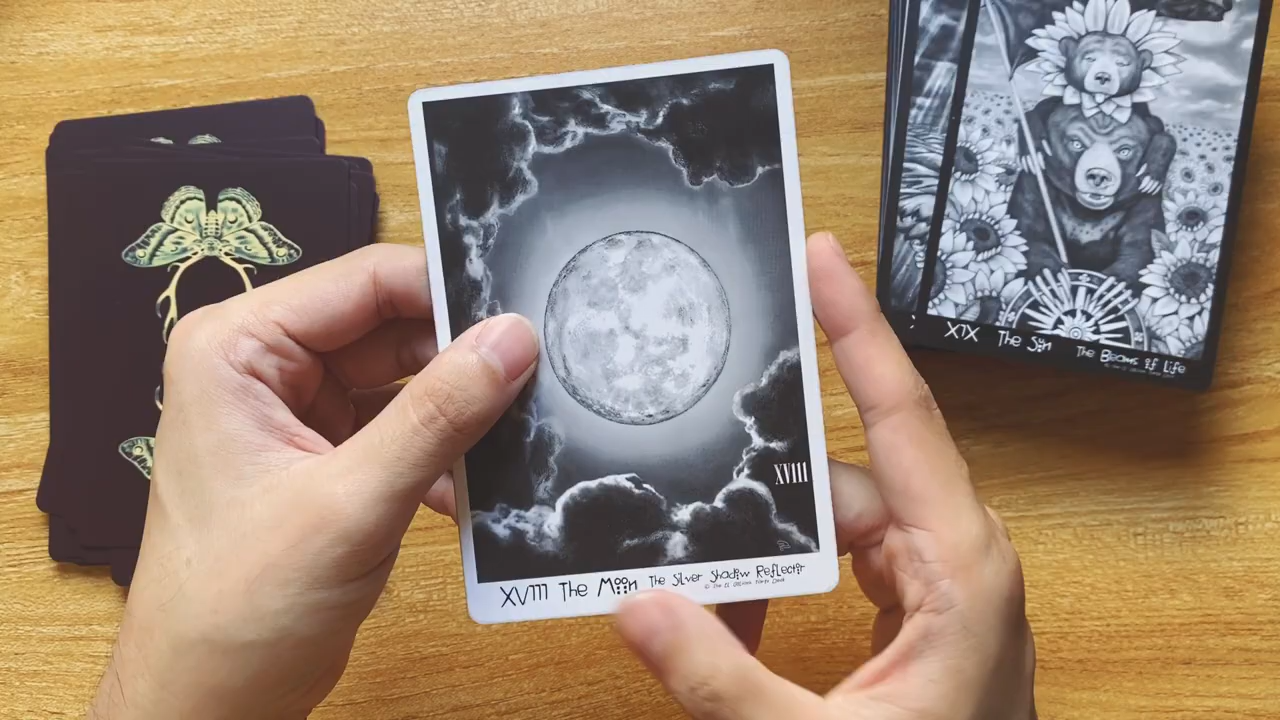 XVIII
XVIII The Moon The Silver Shadow Reflector
XIX The Sun The Beams of Life